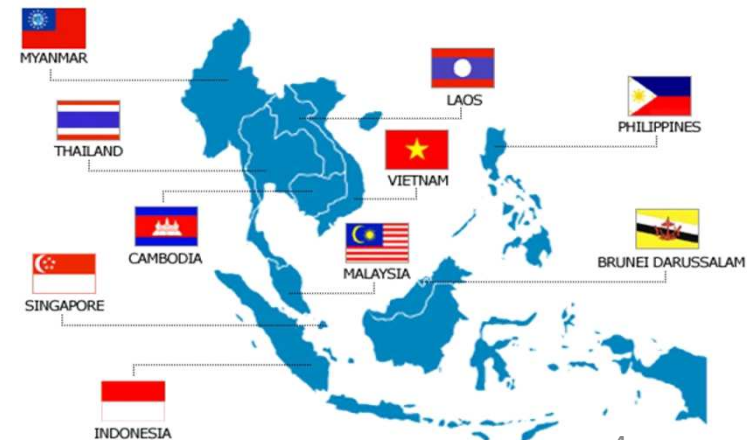 MYANMAR
LAOS
PHILIPPINES
THAILAND
VIETNAM
CAMBODIA
MALAYSIA
BRUNEI DARUSSALAM
SINGAPORE
INDONESIA